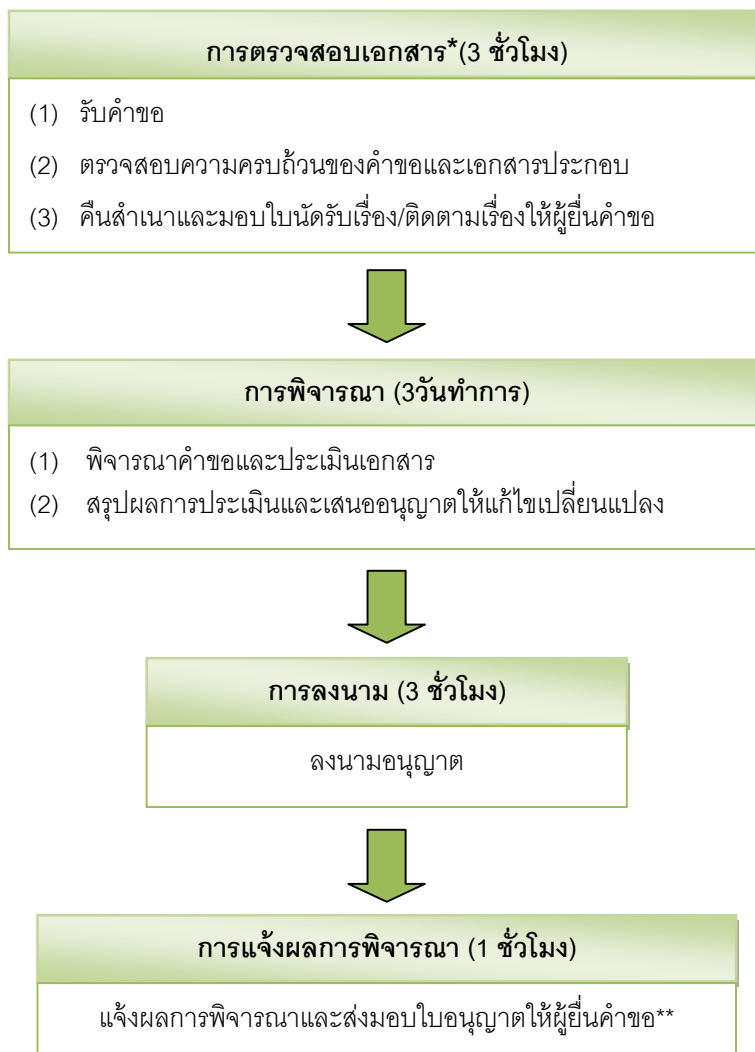 การตรวจสอบเอกสาร*(3 ชั่วโมง)
(1) รับคำขอ
(2) ตรวจสอบความครบถ้วนของคำขอและเอกสารประกอบ
(3) คืนสำเนาและมอบใบนัดรับเรื่อง/ติดตามเรื่องให้ผู้ยื่นคำขอ
การพิจารณา (3วันทำการ)
(1) พิจารณาคำขอและประเมินเอกสาร
(2) สรุปผลการประเมินและเสนออนุญาตให้แก้ไขเปลี่ยนแปลง
การลงนาม (3 ชั่วโมง)
ลงนามอนุญาต
การแจ้งผลการพิจารณา (1 ชั่วโมง)
แจ้งผลการพิจารณาและส่งมอบใบอนุญาตให้ผู้ยื่นคำขอ**